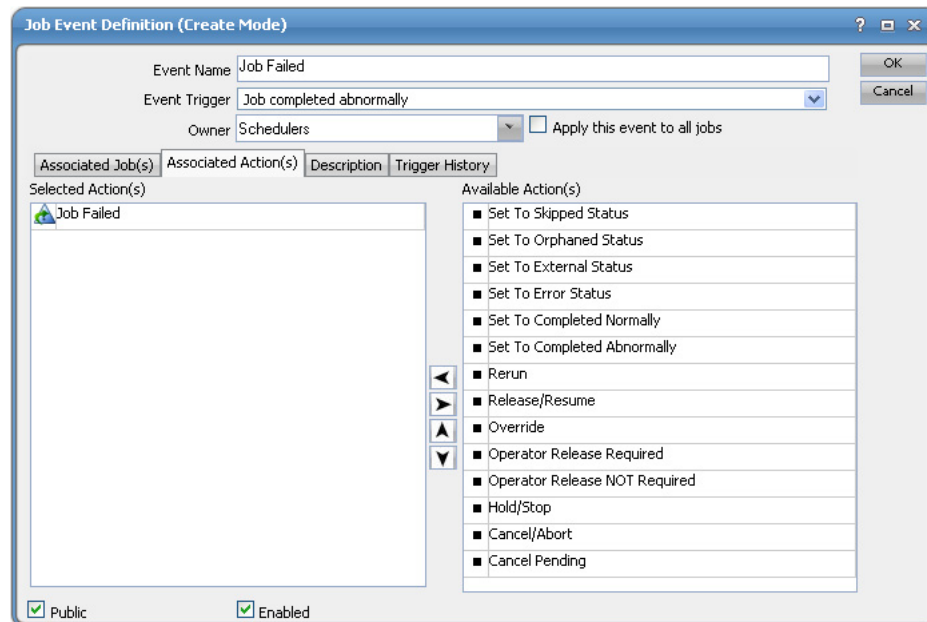 Job Event Definition (Create Mode)
?
Event Name Job Failed
OK
Event Trigger Job completed abnormally
Cancel
Owner Schedulers
Apply this event to all jobs
Associated Job(s) Associated Action(s) Description Trigger History
Selected Action(s)
Job Failed
Available Action(s)
Set To Skipped Status
Set To Orphaned Status
Set To External Status
Set To Error Status
Set To Completed Normally
Set To Completed Abnormally
Rerun
Release/Resume
Override
Operator Release Required
Operator Release NOT Required
Hold/Stop
Cancel/Abort
Cancel Pending
Public
Enabled